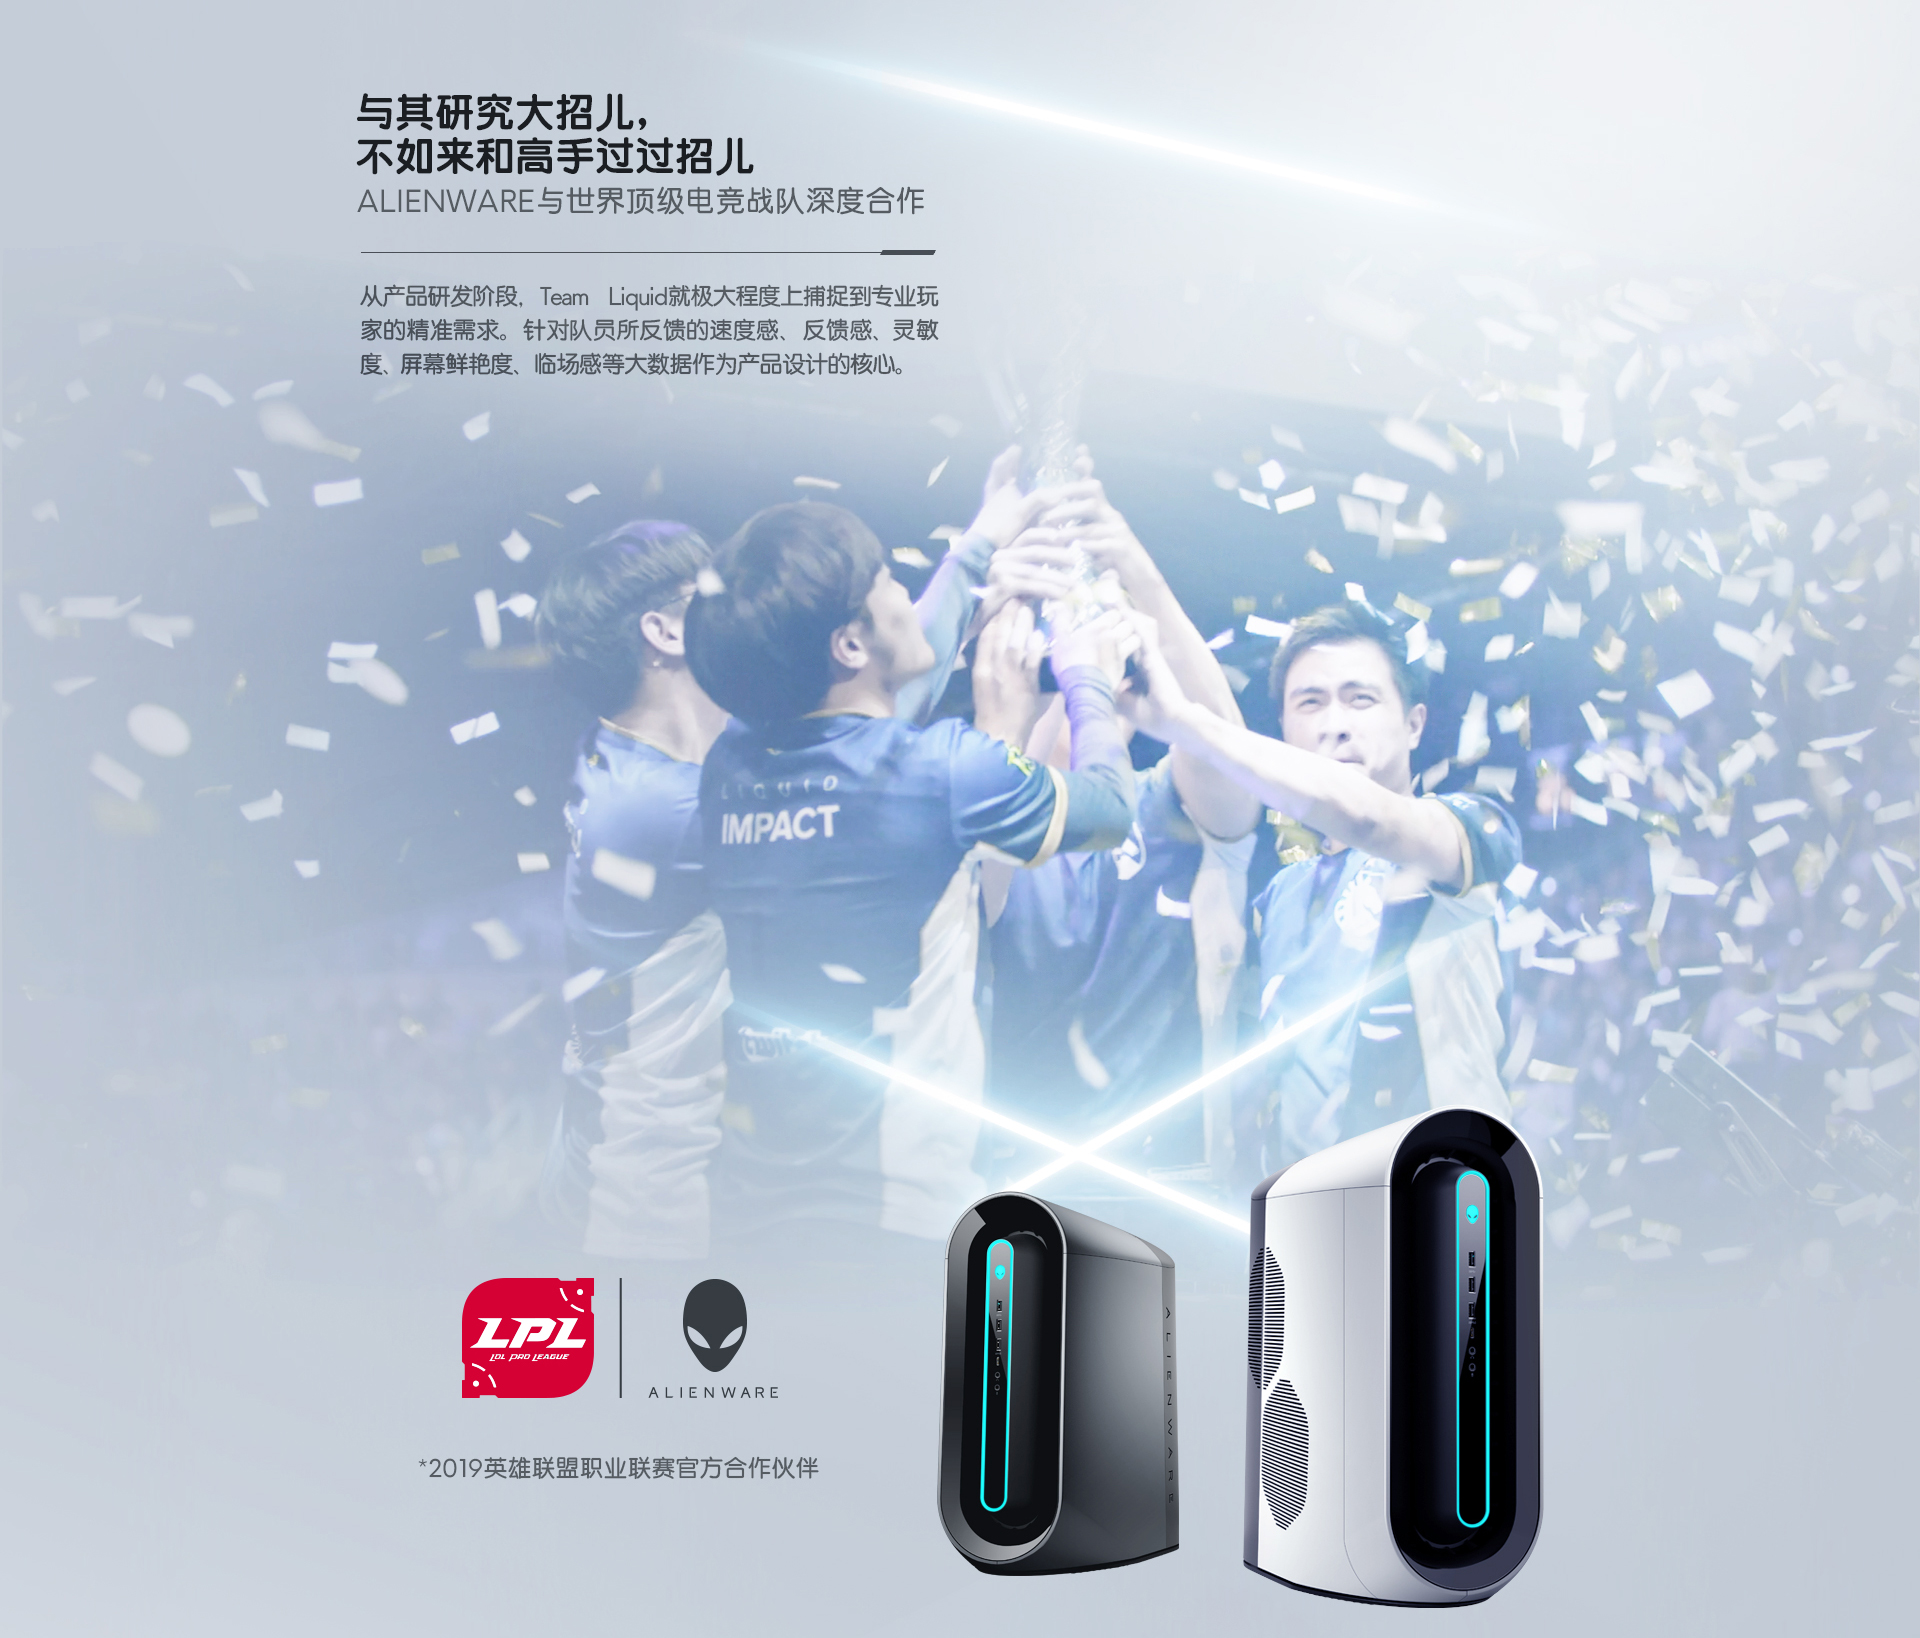 与其研究大招儿，
不如来和高手过过招儿
ALIENWARE与世界顶级电竞战队深度合作
从产品研发阶段，Team Liquid就极大程度上捕捉到专业玩
家的精准需求。针对队员所反馈的速度感、反馈感、灵敏
度、屏幕鲜艳度、临场感等大数据作为产品设计的核心。
LIQUID
IMPACT
LPL
LOL PRO LEAGUE
ALIENWARE
ALIENWARE
*2019英雄联盟职业联赛官方合作伙伴